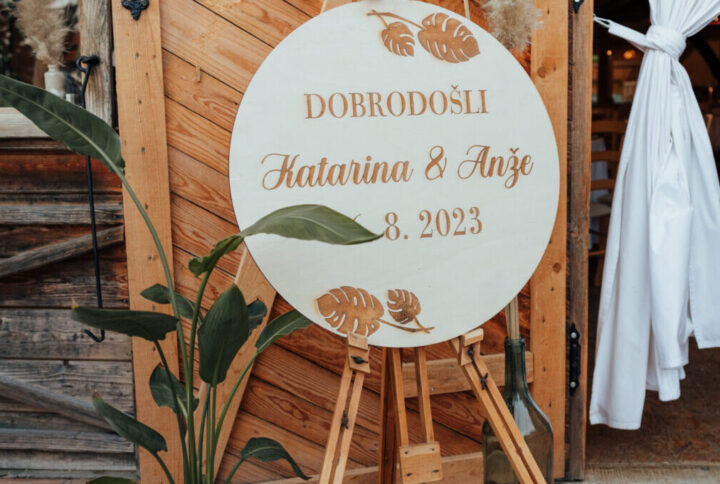 DOBRODOŠLI
Katarina & Anže
8. 2023